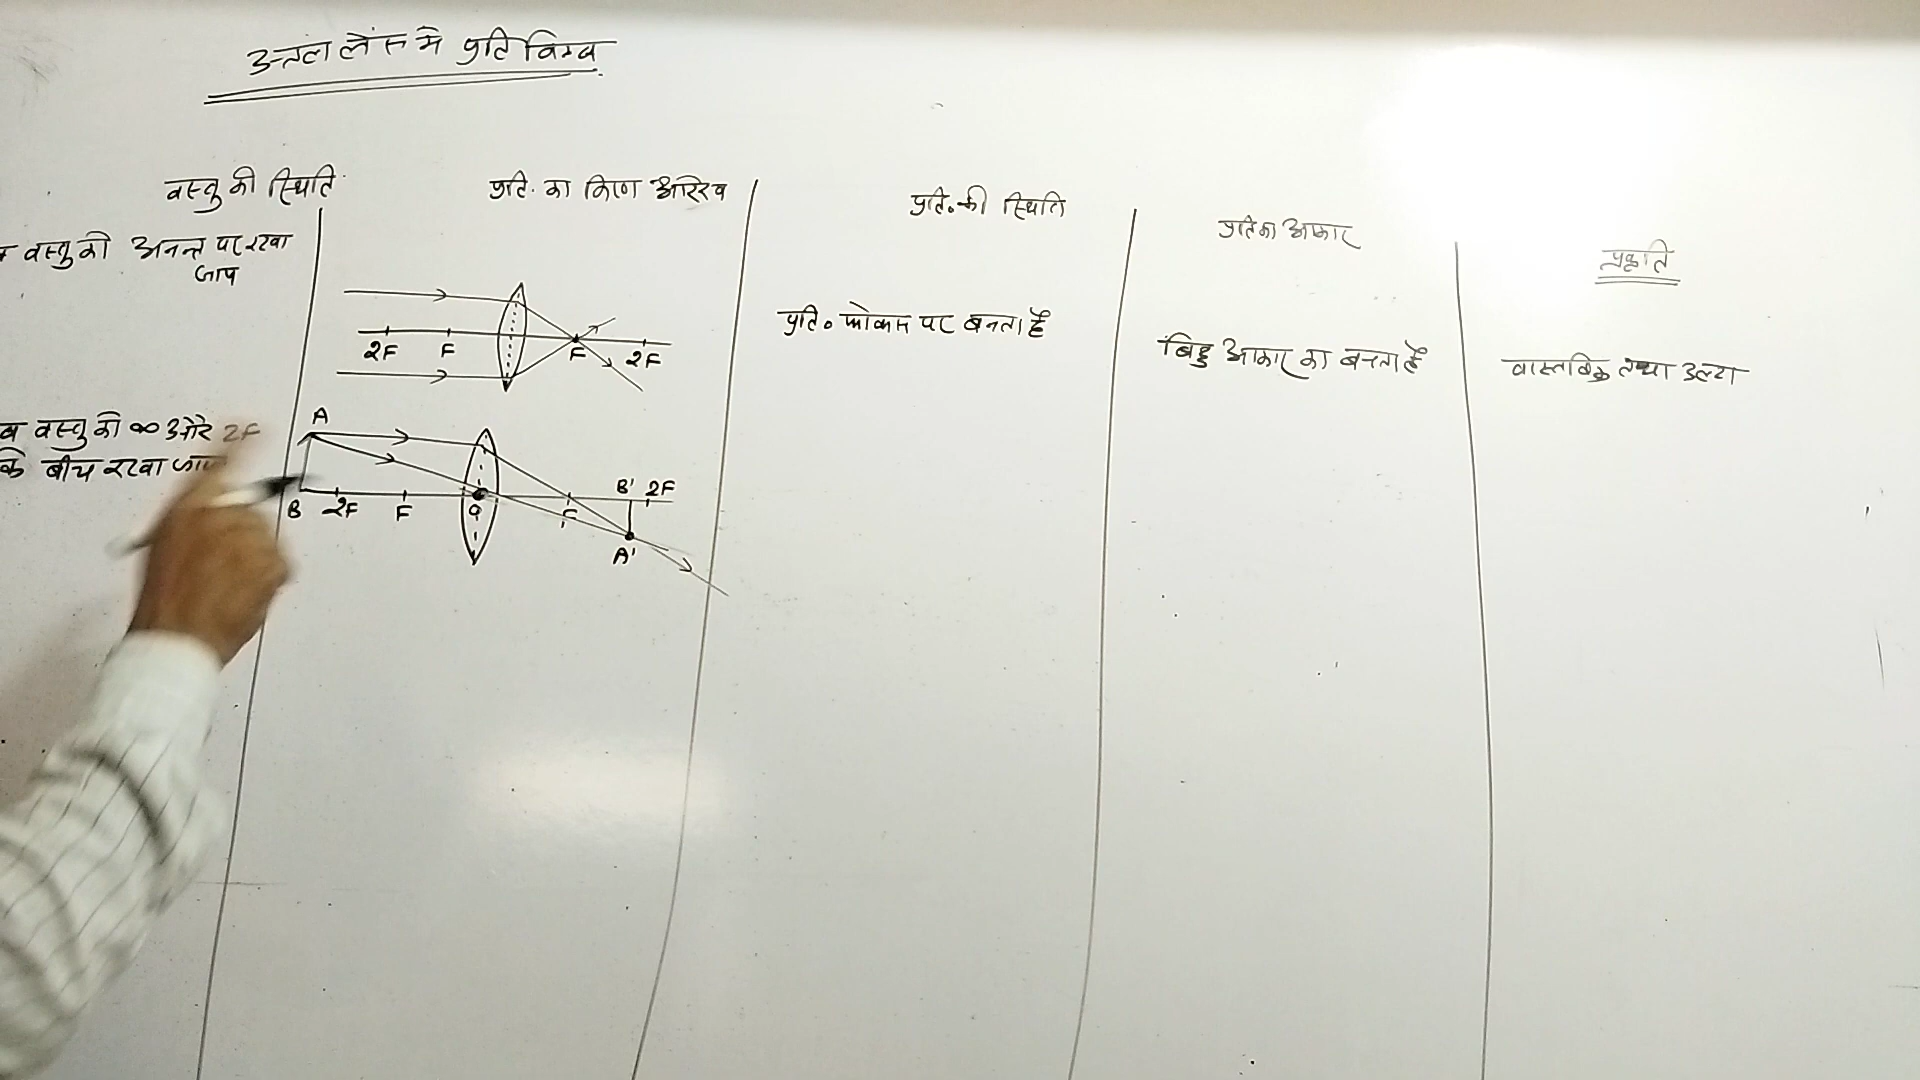 उत्तल लेंस मे प्रति विम्ब
वस्तु की स्थिति
प्रति. का किरण आरेख
प्रति. की स्थिति
प्रति का आकार
प्रकृति
वस्तु को अनन्त पर रखा
जाए
2F F F 2F
प्रति. फोकस पर बनता है
बिंदु आकार का बनता है
वास्तविक तथा उल्टा
ब वस्तु को ∞ और 2F
के बीच रखा
A
B 2F F O F B' 2F
A'